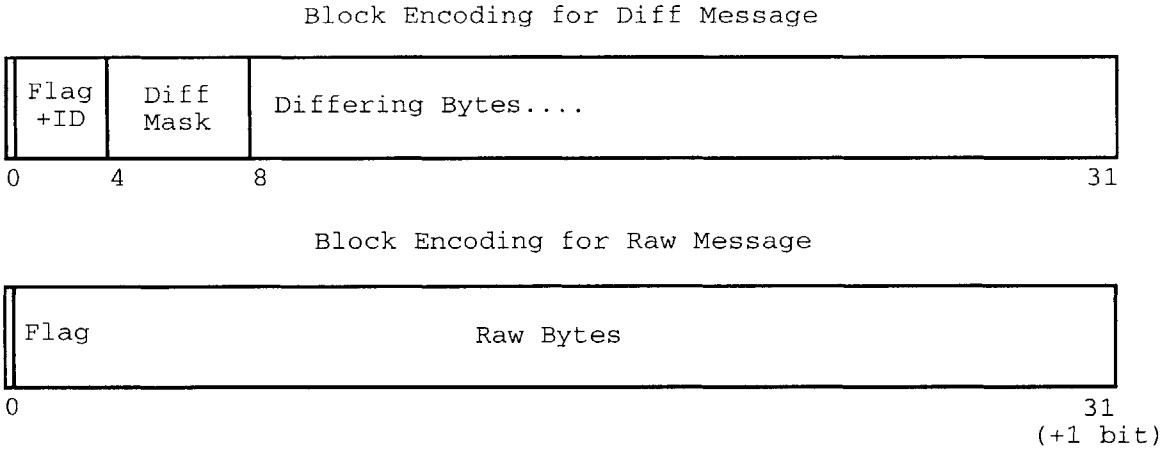 Block Encoding for Diff Message
Flag Diff
+ID Mask Differing Bytes....
0 4 8 31
Block Encoding for Raw Message
Flag Raw Bytes
0 31
(+1 bit)